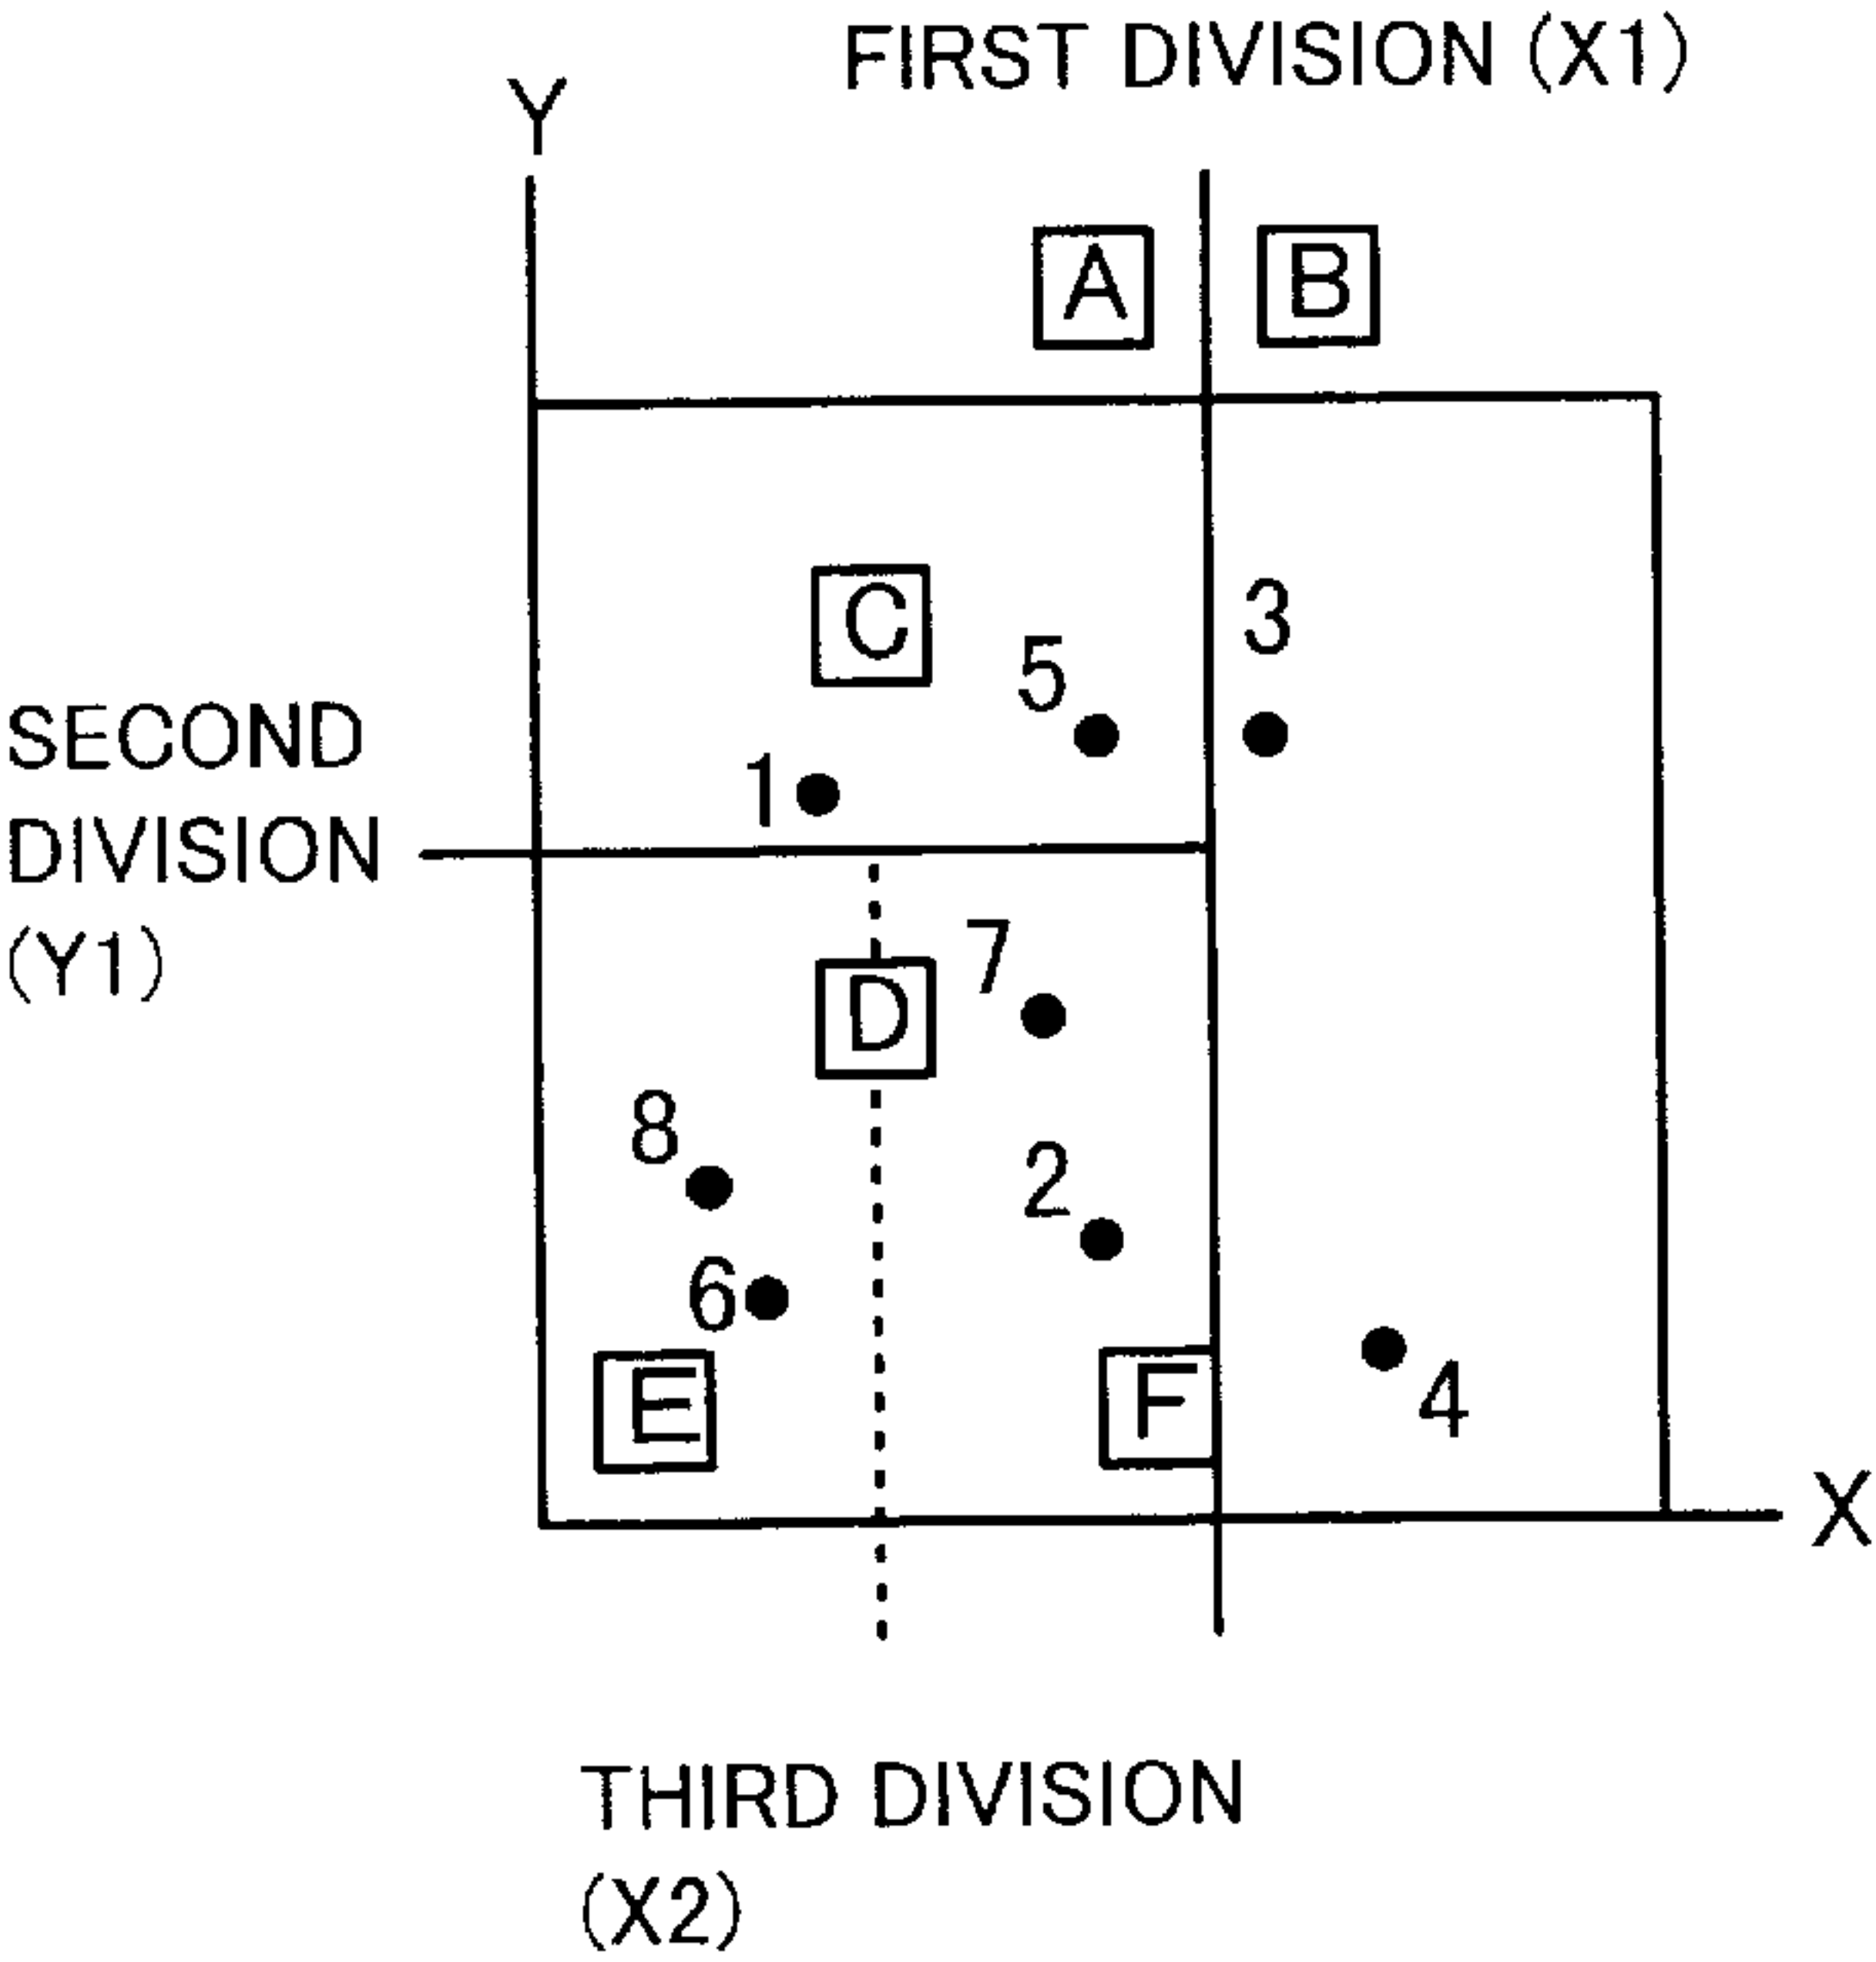 FIRST DIVISION (X1)
Y
A
B
C
3
5
SECOND
DIVISION
(Y1)
1
7
D
8
2
6
E
F
4
X
THIRD DIVISION
(X2)